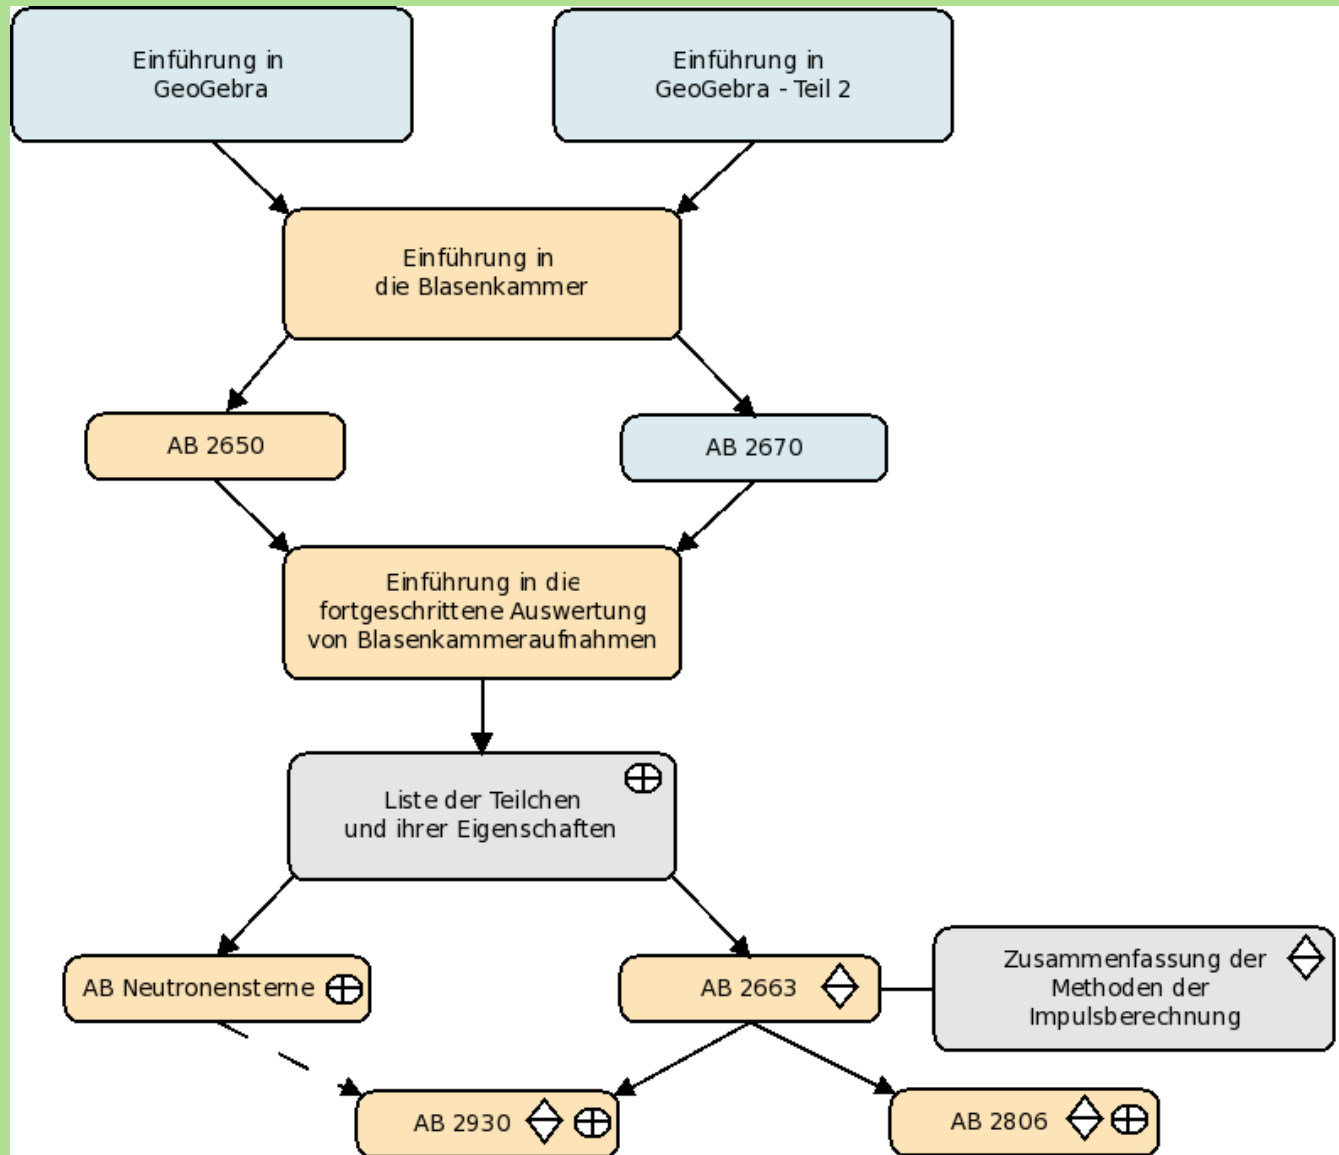 Einführung in
GeoGebra
Einführung in
GeoGebra - Teil 2
Einführung in
die Blasenkammer
AB 2650
AB 2670
Einführung in die
fortgeschrittene Auswertung
von Blasenkammeraufnahmen
Liste der Teilchen
und ihrer Eigenschaften
AB Neutronensterne
AB 2663
Zusammenfassung der
Methoden der
Impulsberechnung
AB 2930
AB 2806